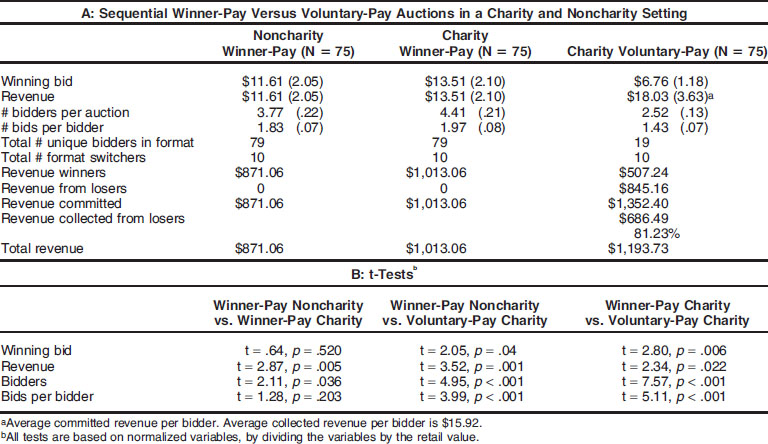 A: Sequential Winner-Pay Versus Voluntary-Pay Auctions in a Charity and Noncharity Setting
Noncharity Winner-Pay (N = 75) Charity Winner-Pay (N = 75) Charity Voluntary-Pay (N = 75)
Winning bid $11.61 (2.05) $13.51 (2.10) $6.76 (1.18)
Revenue $11.61 (2.05) $13.51 (2.10) $18.03 (3.63)a
# bidders per auction 3.77 (.22) 4.41 (.21) 2.52 (.13)
# bids per bidder 1.83 (.07) 1.97 (.08) 1.43 (.07)
Total # unique bidders in format 79 79 19
Total # format switchers 10 10 10
Revenue winners $871.06 $1,013.06 $507.24
Revenue from losers 0 0 $845.16
Revenue committed $871.06 $1,013.06 $1,352.40
Revenue collected from losers $686.49
81.23%
Total revenue $871.06 $1,013.06 $1,193.73
B: t-Testsb
Winner-Pay Noncharity vs. Winner-Pay Charity Winner-Pay Noncharity vs. Voluntary-Pay Charity Winner-Pay Charity vs. Voluntary-Pay Charity
Winning bid t = .64, p = .520 t = 2.05, p = .04 t = 2.80, p = .006
Revenue t = 2.87, p = .005 t = 3.52, p = .001 t = 2.34, p = .022
Bidders t = 2.11, p = .036 t = 4.95, p < .001 t = 7.57, p < .001
Bids per bidder t = 1.28, p = .203 t = 3.99, p < .001 t = 5.11, p < .001
aAverage committed revenue per bidder. Average collected revenue per bidder is $15.92.
bAll tests are based on normalized variables, by dividing the variables by the retail value.